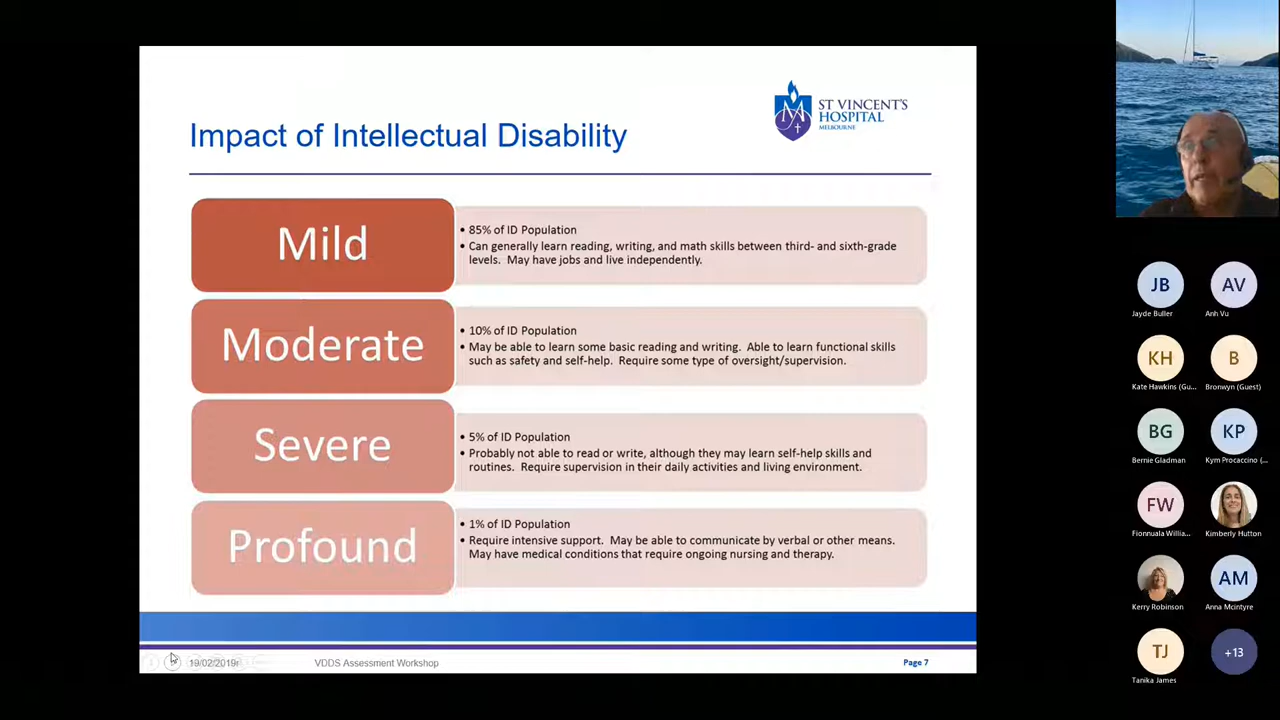 ST VINCENT'S
HOSPITAL
MELBOURNE
Impact of Intellectual Disability
Mild
• 85% of ID Population
• Can generally learn reading, writing, and math skills between third- and sixth-grade
levels. May have jobs and live independently.
Moderate
• 10% of ID Population
• May be able to learn some basic reading and writing. Able to learn functional skills
such as safety and self-help. Require some type of oversight/supervision.
Severe
• 5% of ID Population
• Probably not able to read or write, although they may learn self-help skills and
routines. Require supervision in their daily activities and living environment.
Profound
• 1% of ID Population
• Require intensive support. May be able to communicate by verbal or other means.
May have medical conditions that require ongoing nursing and therapy.
19/02/2019r
VDDS Assessment Workshop
Page 7
JB
Jayde Buller
AV
Anh Vu
KH
Kate Hawkins (Gu...
B
Bronwyn (Guest)
BG
Bernie Gladman
KP
Kym Procaccino (...
FW
Fionnuala Willia...
Kimberly Hutton
Kerry Robinson
AM
Anna Mcintyre
TJ
Tanika James
+13